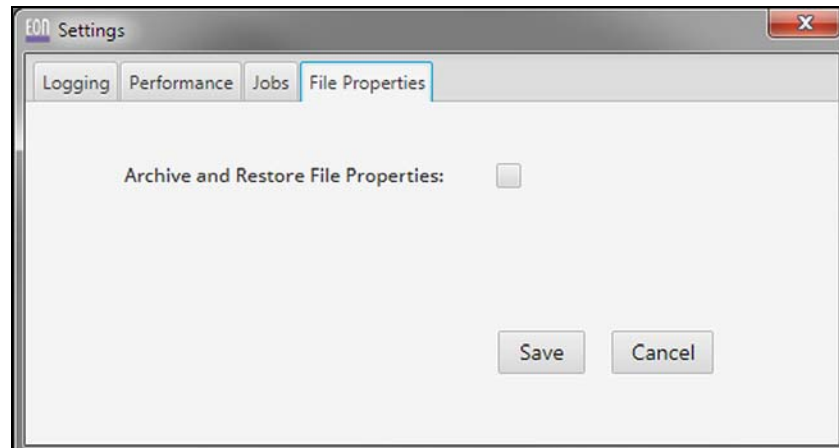 EON Settings
X
Logging Performance Jobs File Properties
Archive and Restore File Properties:
Save Cancel